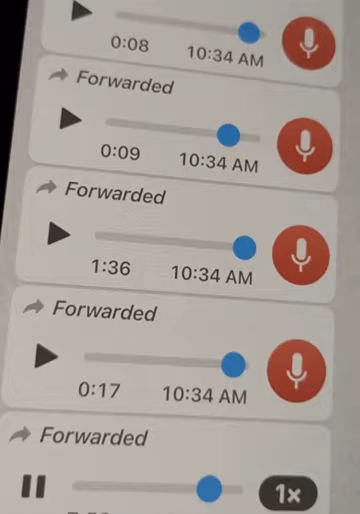 0:08 10:34 AM
Forwarded
0:09 10:34 AM
Forwarded
1:36 10:34 AM
Forwarded
0:17 10:34 AM
Forwarded
1x